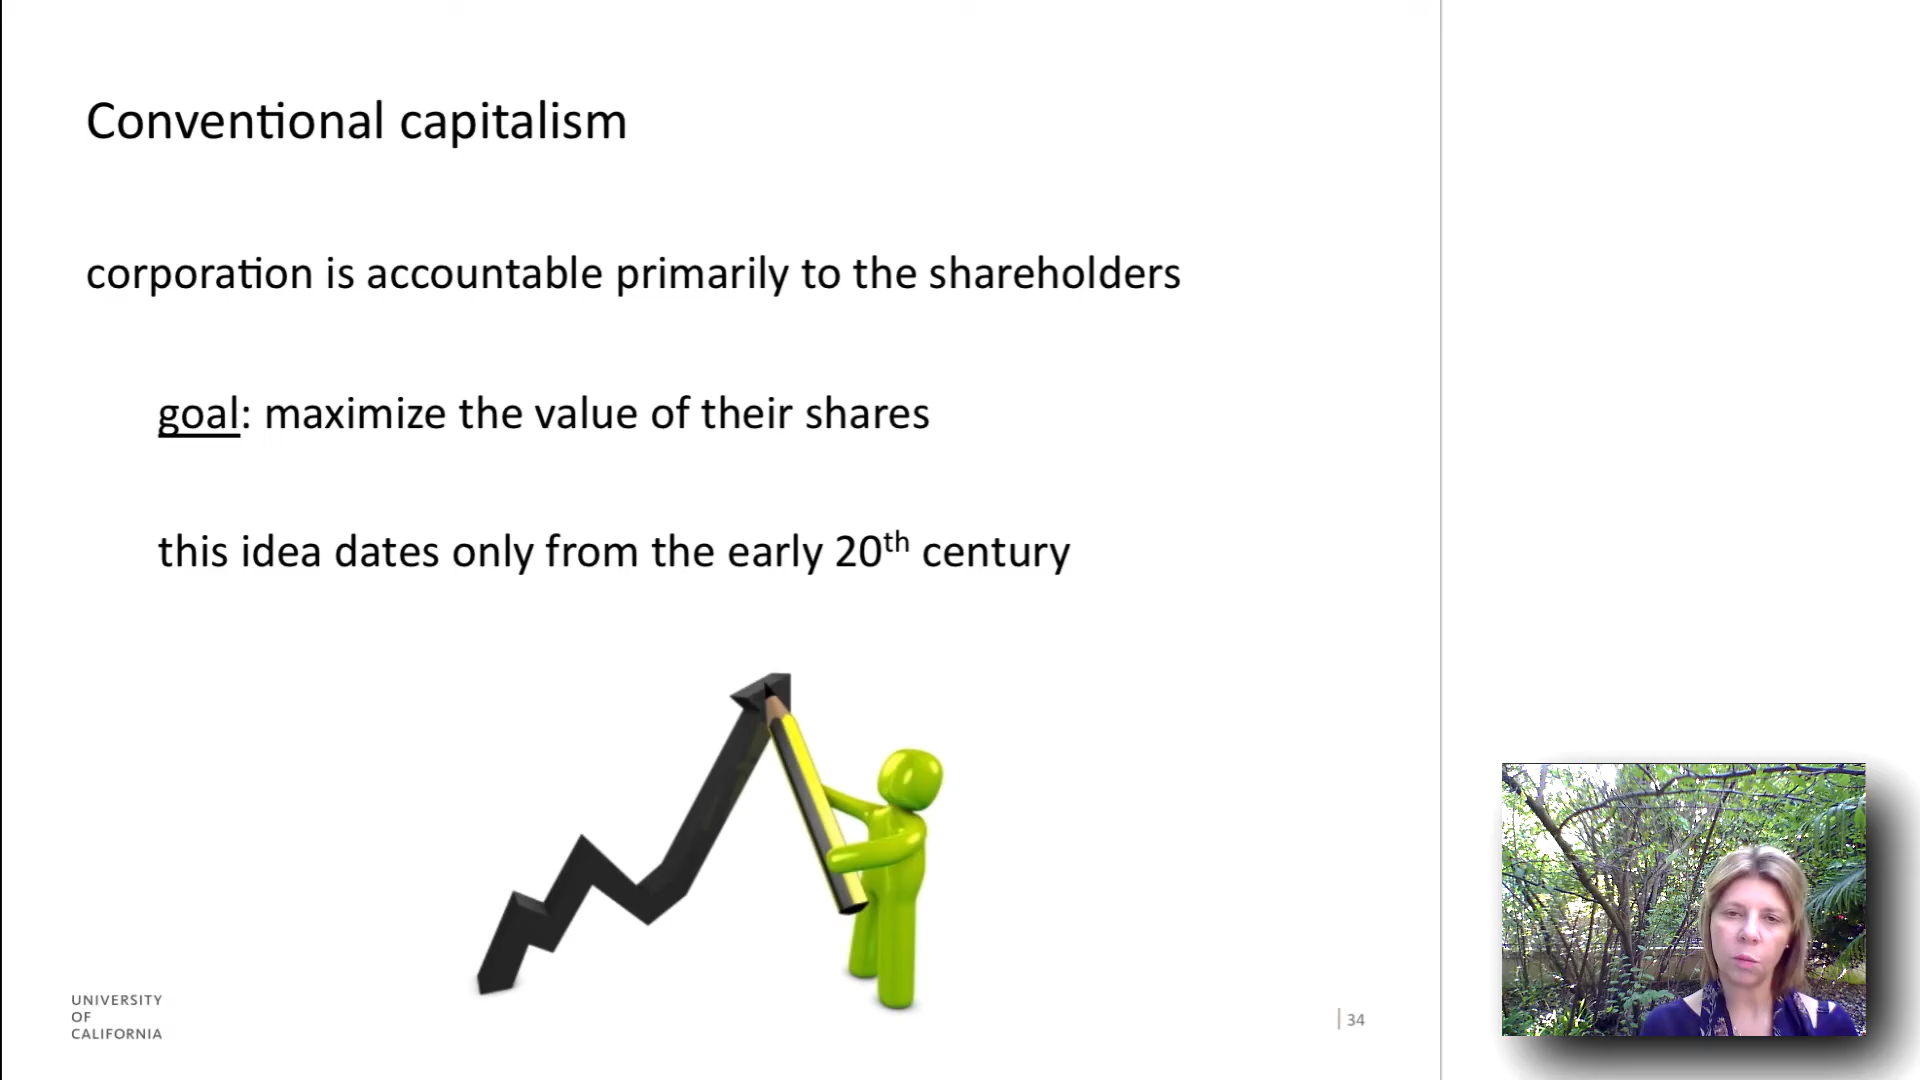 Conventional capitalism
corporation is accountable primarily to the shareholders
goal: maximize the value of their shares
this idea dates only from the early 20th century
UNIVERSITY
OF
CALIFORNIA
34